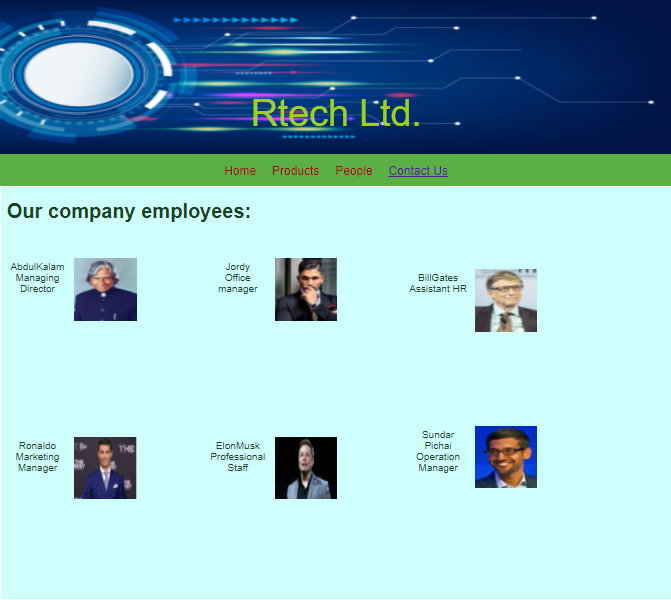 Rtech Ltd.
Home Products People Contact Us
Our company employees:
AbdulKalam
Managing
Director
Jordy
Office
manager
BillGates
Assistant HR
Ronaldo
Marketing
Manager
ElonMusk
Professional
Staff
Sundar
Pichai
Operation
Manager